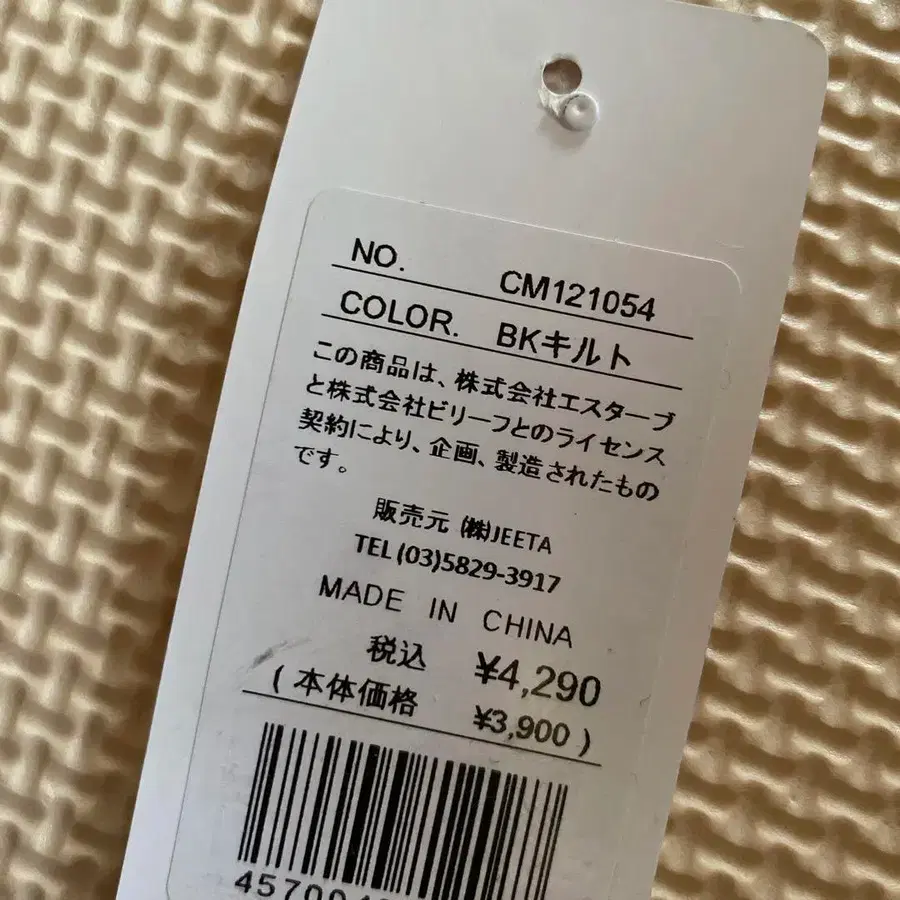 NO. CM121054
COLOR. BKキルト
この商品は、株式会社エスターブ
と株式会社ビリーフとのライセンス
契約により、企画、製造されたもの
です。
販売元 (株)JEETA
TEL(03)5829-3917
MADE IN CHINA
税込 ¥4,290
(本体価格 ¥3,900)
45700